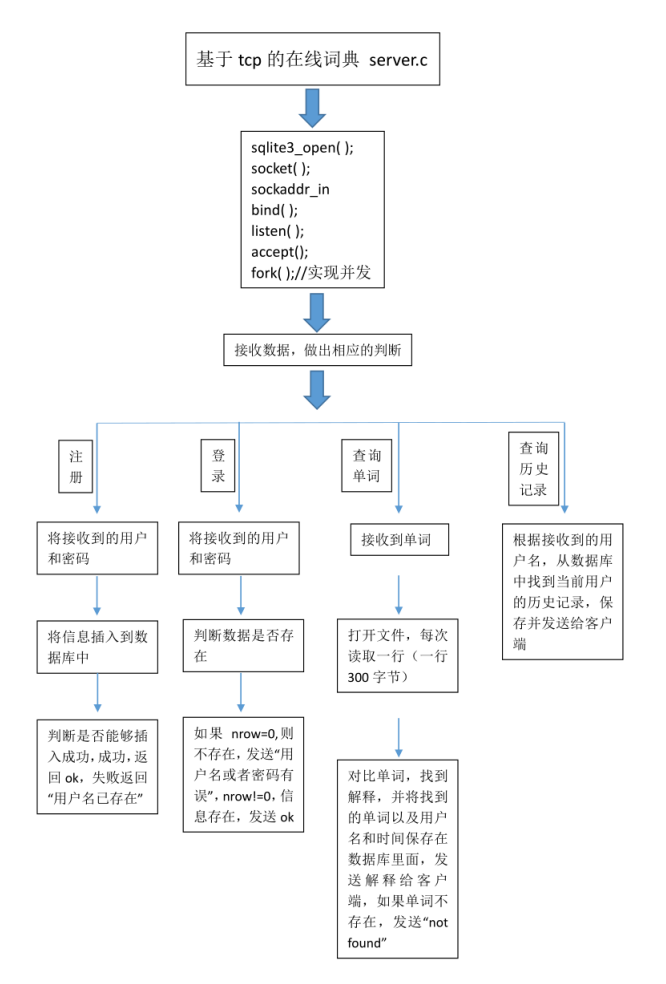 基于 tcp 的在线词典 server.c
sqlite3_open( );
socket( );
sockaddr_in
bind( );
listen( );
accept();
fork( );//实现并发
接收数据，做出相应的判断
注
册
登
录
查询
单词
查询
历史
记录
将接收到的用户
和密码
将接收到的用户
和密码
接收到单词
根据接收到的用
户名，从数据库
中找到当前用户
的历史记录，保
存并发送给客户
端
将信息插入到数
据库中
判断数据是否存
在
打开文件，每次
读取一行（一行
300 字节）
判断是否能够插
入成功，成功，返
回 ok，失败返回
“用户名已存在”
如果 nrow=0,则
不存在，发送“用
户名或者密码有
误”，nrow!=0，信
息存在，发送 ok
对比单词，找到
解释，并将找到
的单词以及用户
名和时间保存在
数据库里面，发
送解释给客户
端，如果单词不
存在，发送“not
found”